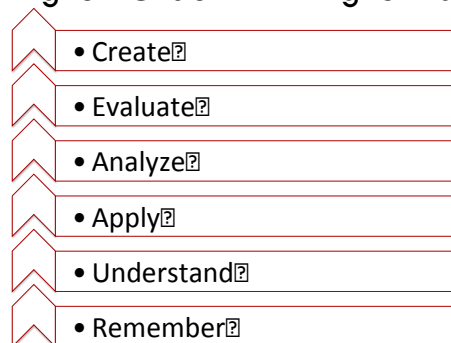 • Create⍰
• Evaluate⍰
• Analyze⍰
• Apply⍰
• Understand⍰
• Remember⍰